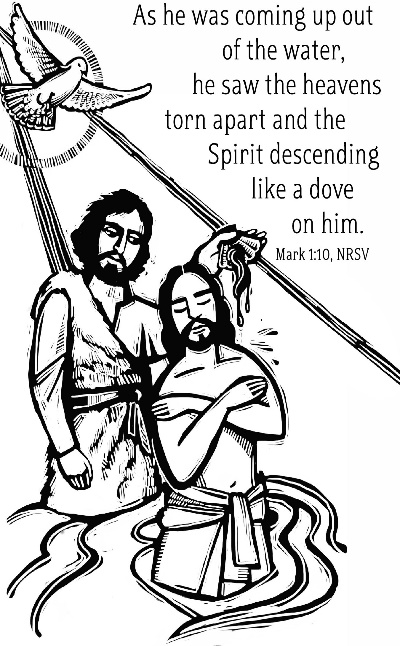 As he was coming up out
of the water,
he saw the heavens
torn apart and the
Spirit descending
like a dove
on him.
Mark 1:10, NRSV